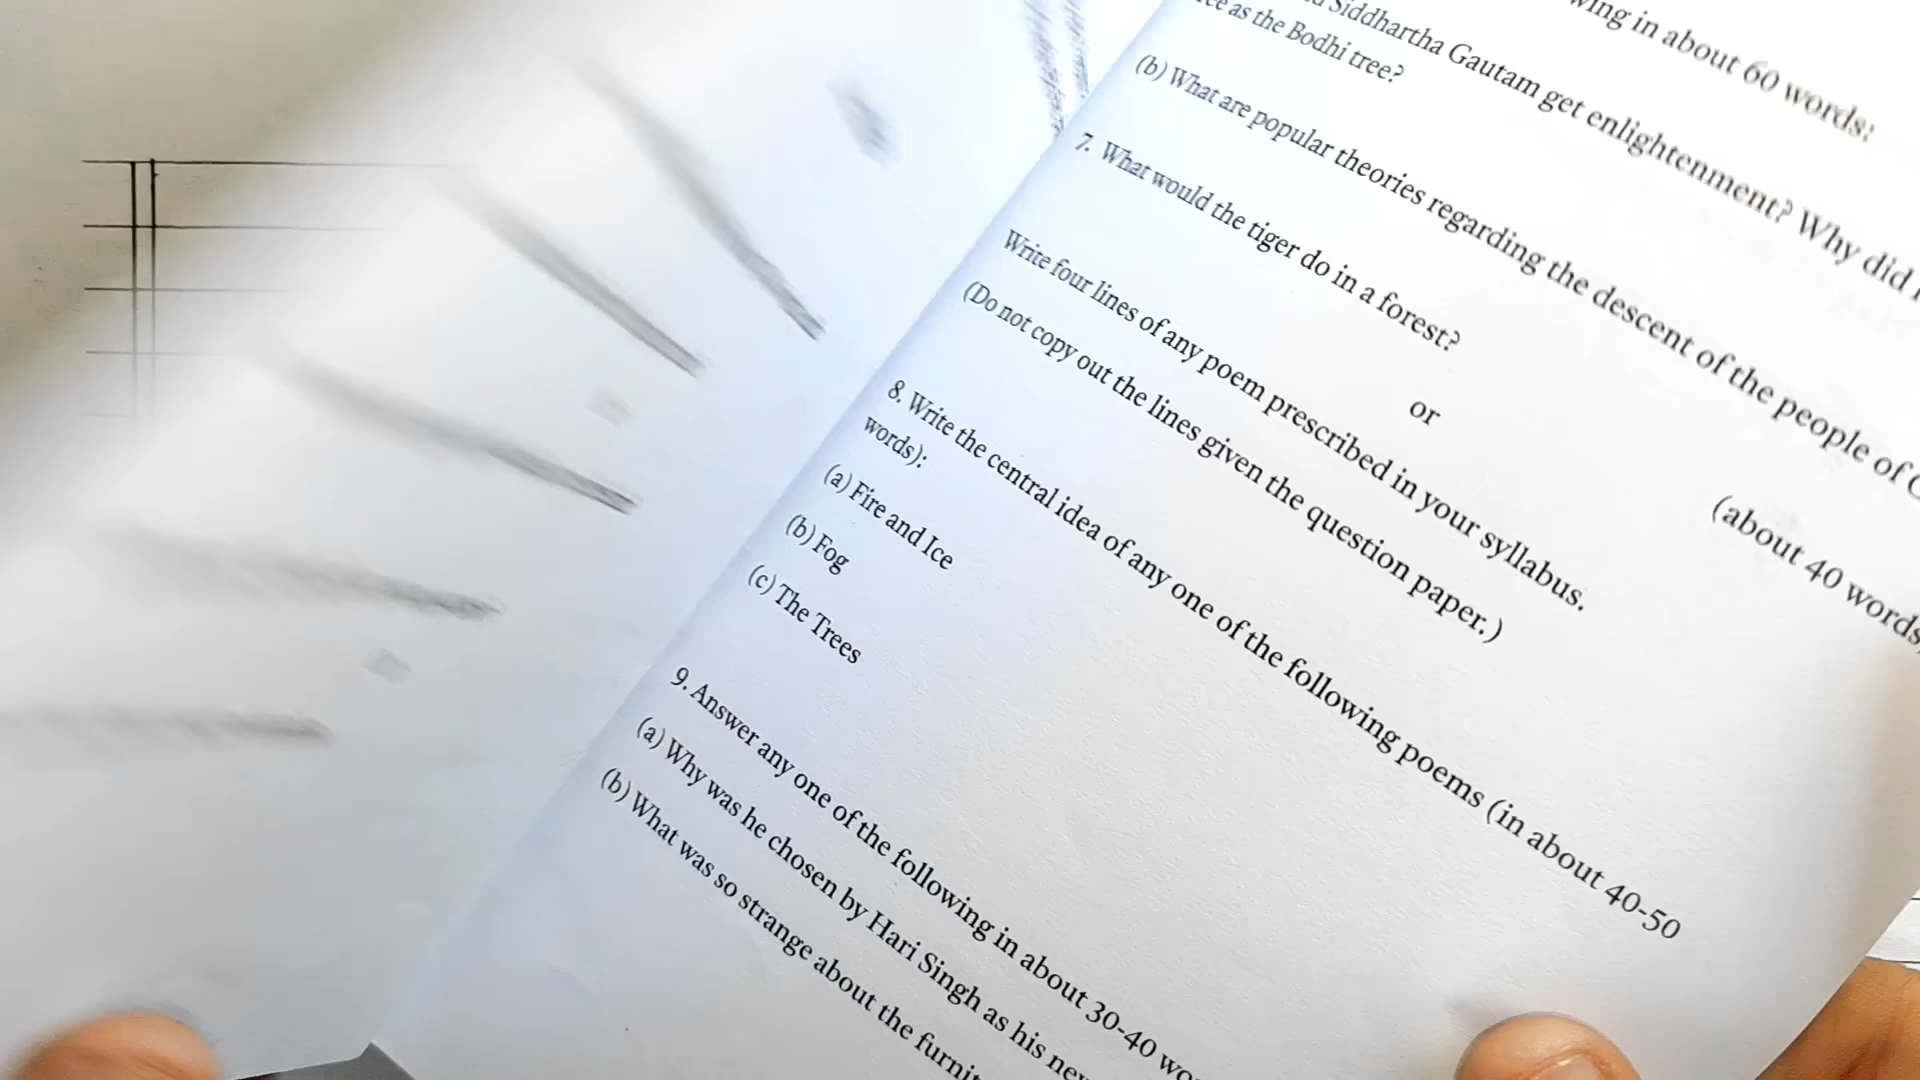 wing in about 60 words:
Siddhartha Gautam get enlightenment? Why did
as the Bodhi tree?
(b) What are popular theories regarding the descent of the people of
7. What would the tiger do in a forest?
(about 40 words
or
Write four lines of any poem prescribed in your syllabus.
(Do not copy out the lines given the question paper.)
8. Write the central idea of any one of the following poems (in about 40-50
words):
(a) Fire and Ice
(b) Fog
(c) The Trees
9. Answer any one of the following in about 30-40
(a) Why was he chosen by Hari Singh as his
(b) What was so strange about the